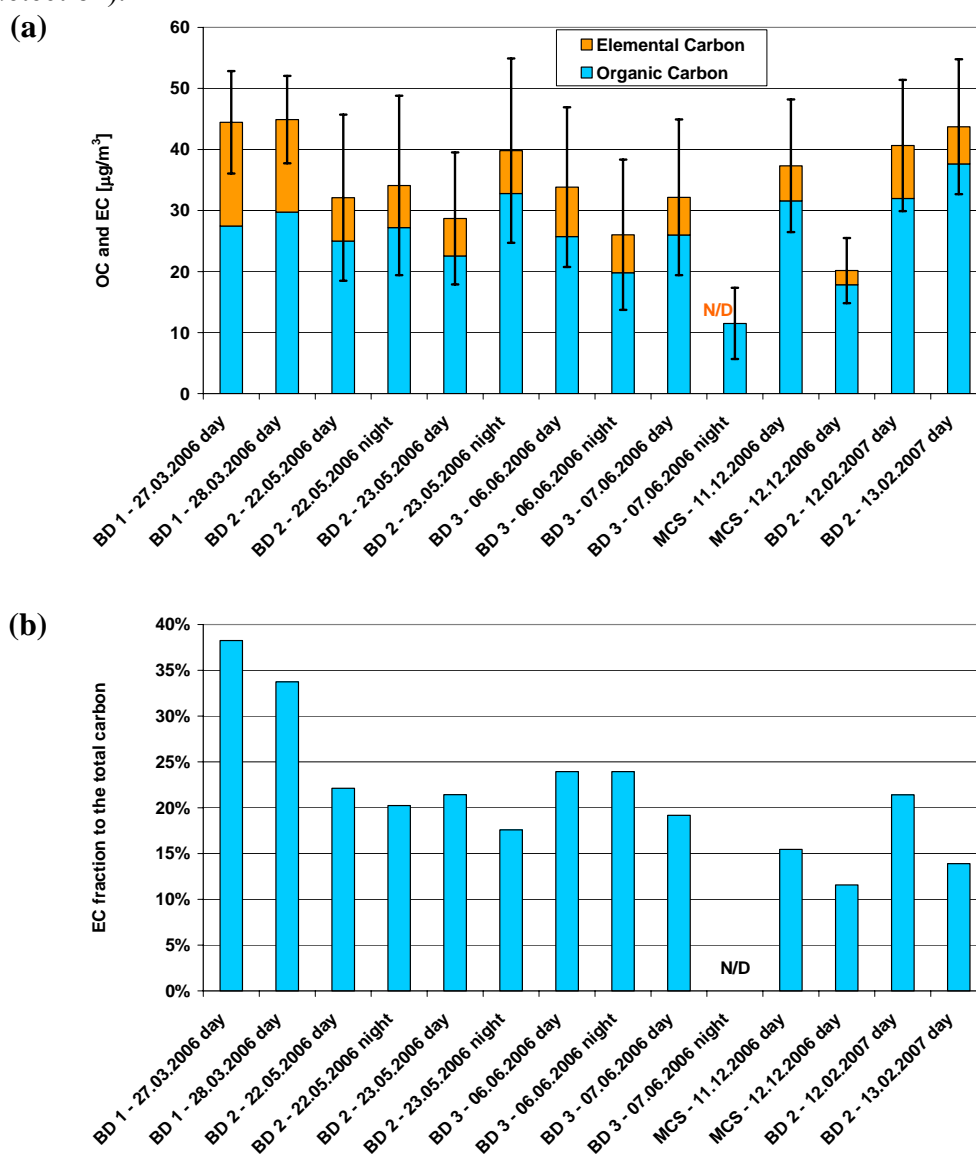 (a)
60
50
40
30
20
10
0
OC and EC [µg/m³]
Elemental Carbon
Organic Carbon
N/D
BD 1 - 27.03.2006 day
BD 1 - 28.03.2006 day
BD 2 - 22.05.2006 day
BD 2 - 22.05.2006 night
BD 2 - 23.05.2006 day
BD 2 - 23.05.2006 night
BD 3 - 06.06.2006 day
BD 3 - 06.06.2006 night
BD 3 - 07.06.2006 day
BD 3 - 07.06.2006 night
MCS - 11.12.2006 day
MCS - 12.12.2006 day
BD 2 - 12.02.2007 day
BD 2 - 13.02.2007 day
(b)
40%
35%
30%
25%
20%
15%
10%
5%
0%
EC fraction to the total carbon
N/D
BD 1 - 27.03.2006 day
BD 1 - 28.03.2006 day
BD 2 - 22.05.2006 day
BD 2 - 22.05.2006 night
BD 2 - 23.05.2006 day
BD 2 - 23.05.2006 night
BD 3 - 06.06.2006 day
BD 3 - 06.06.2006 night
BD 3 - 07.06.2006 day
BD 3 - 07.06.2006 night
MCS - 11.12.2006 day
MCS - 12.12.2006 day
BD 2 - 12.02.2007 day
BD 2 - 13.02.2007 day